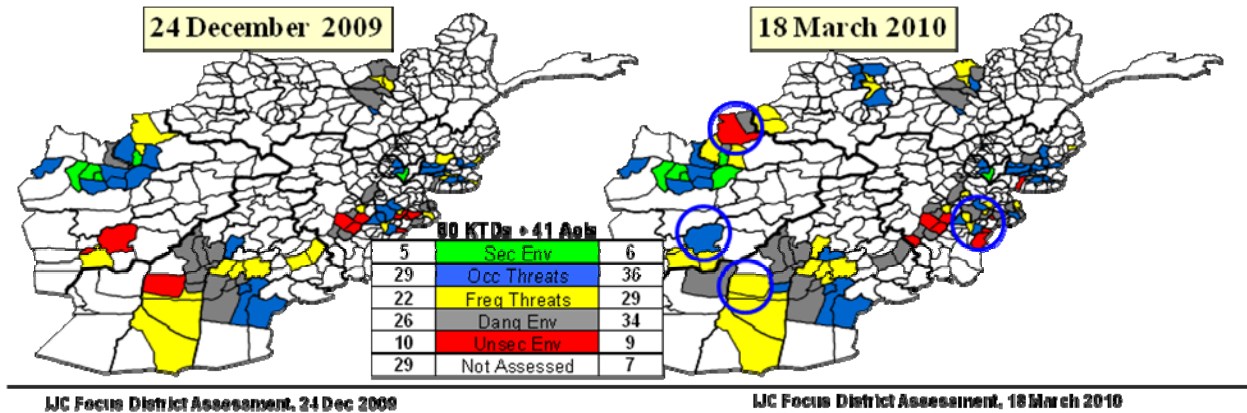 24 December 2009
18 March 2010
80 KTDs + 41 AoIs
5 Sec Env 6
29 Occ Threats 36
22 Freq Threats 29
26 Dang Env 34
10 Unsec Env 9
29 Not Assessed 7
IJC Focus District Assessment, 24 Dec 2009
IJC Focus District Assessment, 18 March 2010